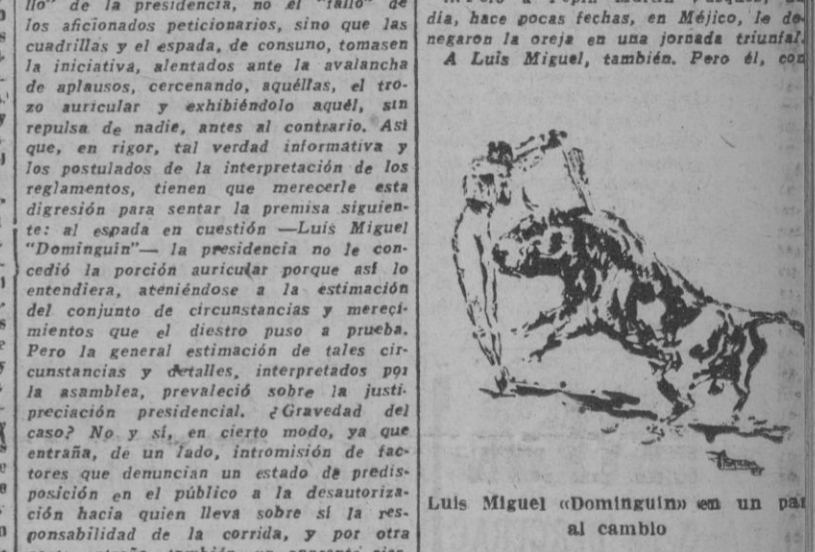 llo" de la presidencia, no el "fallo" de
los aficionados peticionarios, sino que las
cuadrillas y el espada, de consuno, tomasen
la iniciativa, alentados ante la avalancha
de aplausos, cercenando, aquéllas, el tro-
zo auricular y exhibiéndolo aquél, sin
repulsa de nadie, antes al contrario. Así
que, en rigor, tal verdad informativa y
los postulados de la interpretación de los
reglamentos, tienen que merecerle esta
digresión para sentar la premisa siguien-
te: al espada en cuestión —Luis Miguel
"Dominguín"— la presidencia no le con-
cedió la porción auricular porque así lo
entendiera, ateniéndose a la estimación
del conjunto de circunstancias y mereci-
mientos que el diestro puso a prueba.
Pero la general estimación de tales cir-
cunstancias y detalles, interpretados por
la asamblea, prevaleció sobre la justi-
preciación presidencial. ¿Gravedad del
caso? No y sí, en cierto modo, ya que
entraña, de un lado, intromisión de fac-
tores que denuncian un estado de predis-
posición en el público a la desautoriza-
ción hacia quien lleva sobre sí la res-
ponsabilidad de la corrida, y por otra
dia, hace pocas fechas, en Méjico, le de-
negaron la oreja en una jornada triunfal.
A Luis Miguel, también. Pero él, con
Luis Miguel «Dominguín» en un par
al cambio